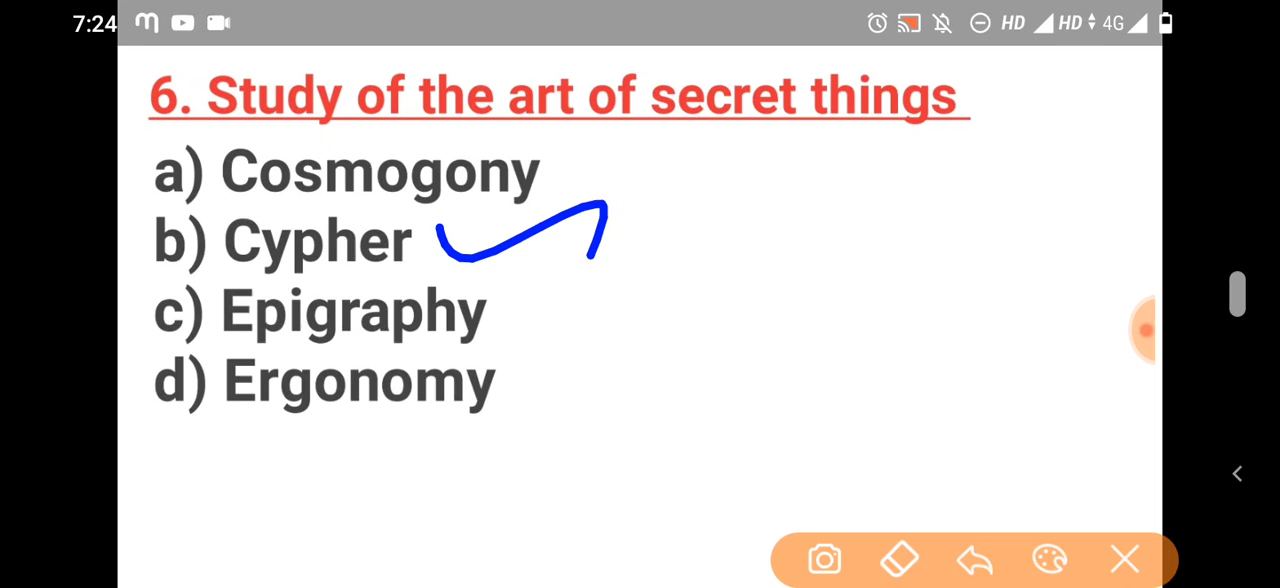 7:24 HD HD 4G
6. Study of the art of secret things
a) Cosmogony
b) Cypher
c) Epigraphy
d) Ergonomy